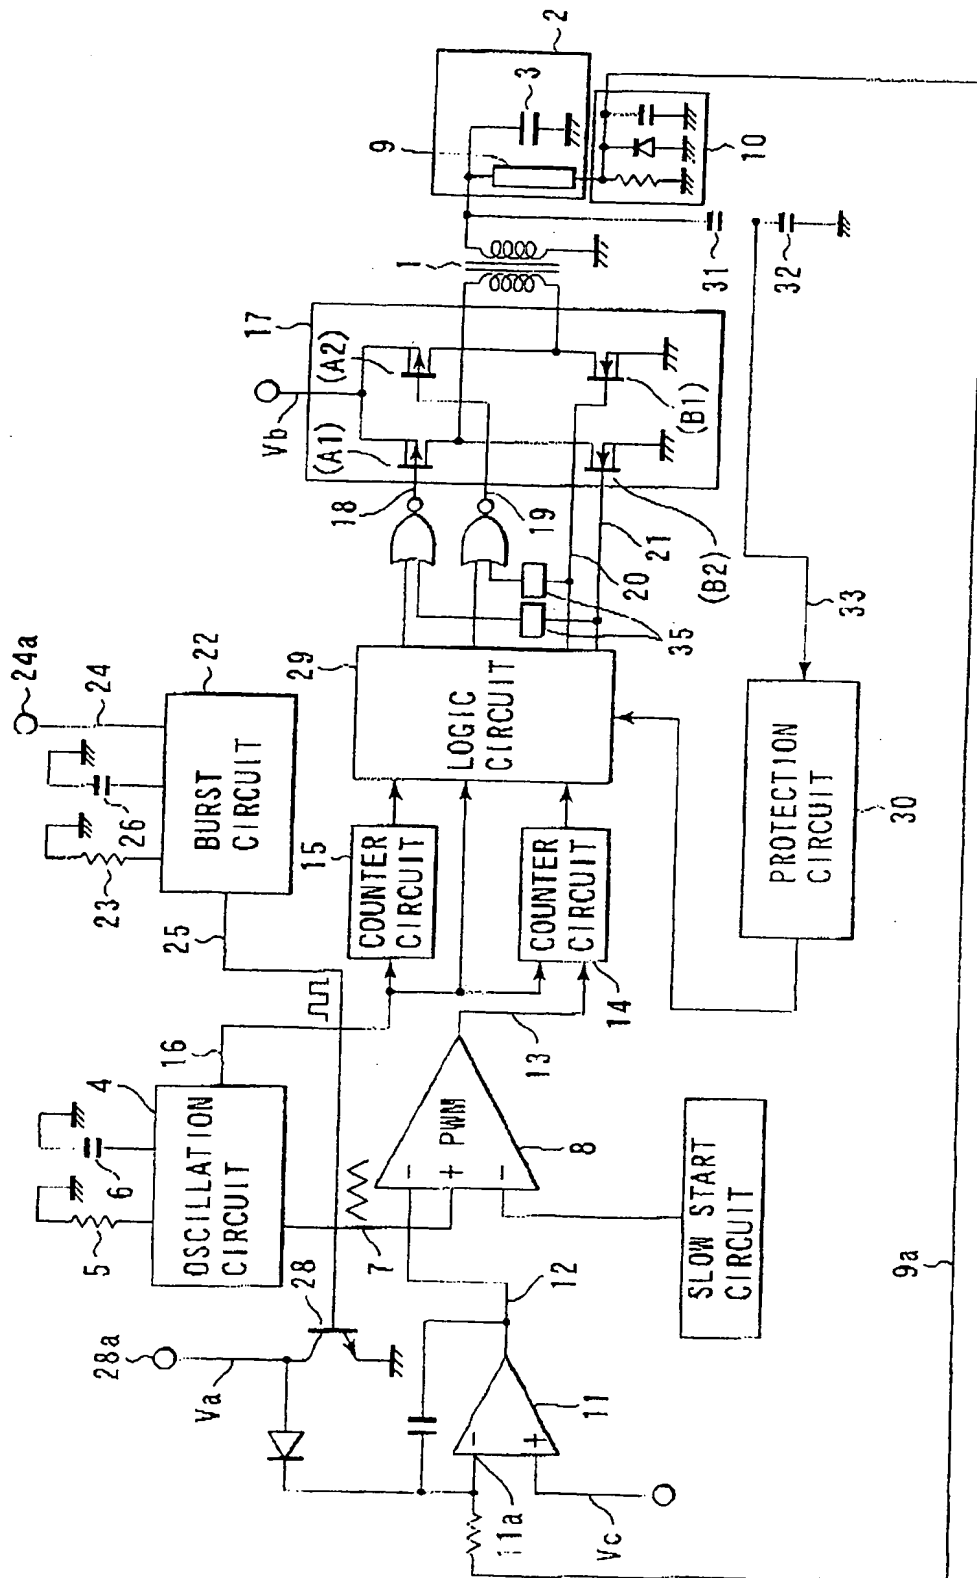 28a
Va
28
5
6
4
OSCILLATION
CIRCUIT
16
7
25
23
26
24
24a
22
BURST
CIRCUIT
11a
Vc
-
+
11
12
-
+
-
PWM
8
13
SLOW START
CIRCUIT
15
COUNTER
CIRCUIT
COUNTER
CIRCUIT
14
29
LOGIC
CIRCUIT
35
18
19
20
21
Vb
17
(A1)
(A2)
(B1)
(B2)
1
9
3
2
10
31
32
33
PROTECTION
CIRCUIT
30
9a